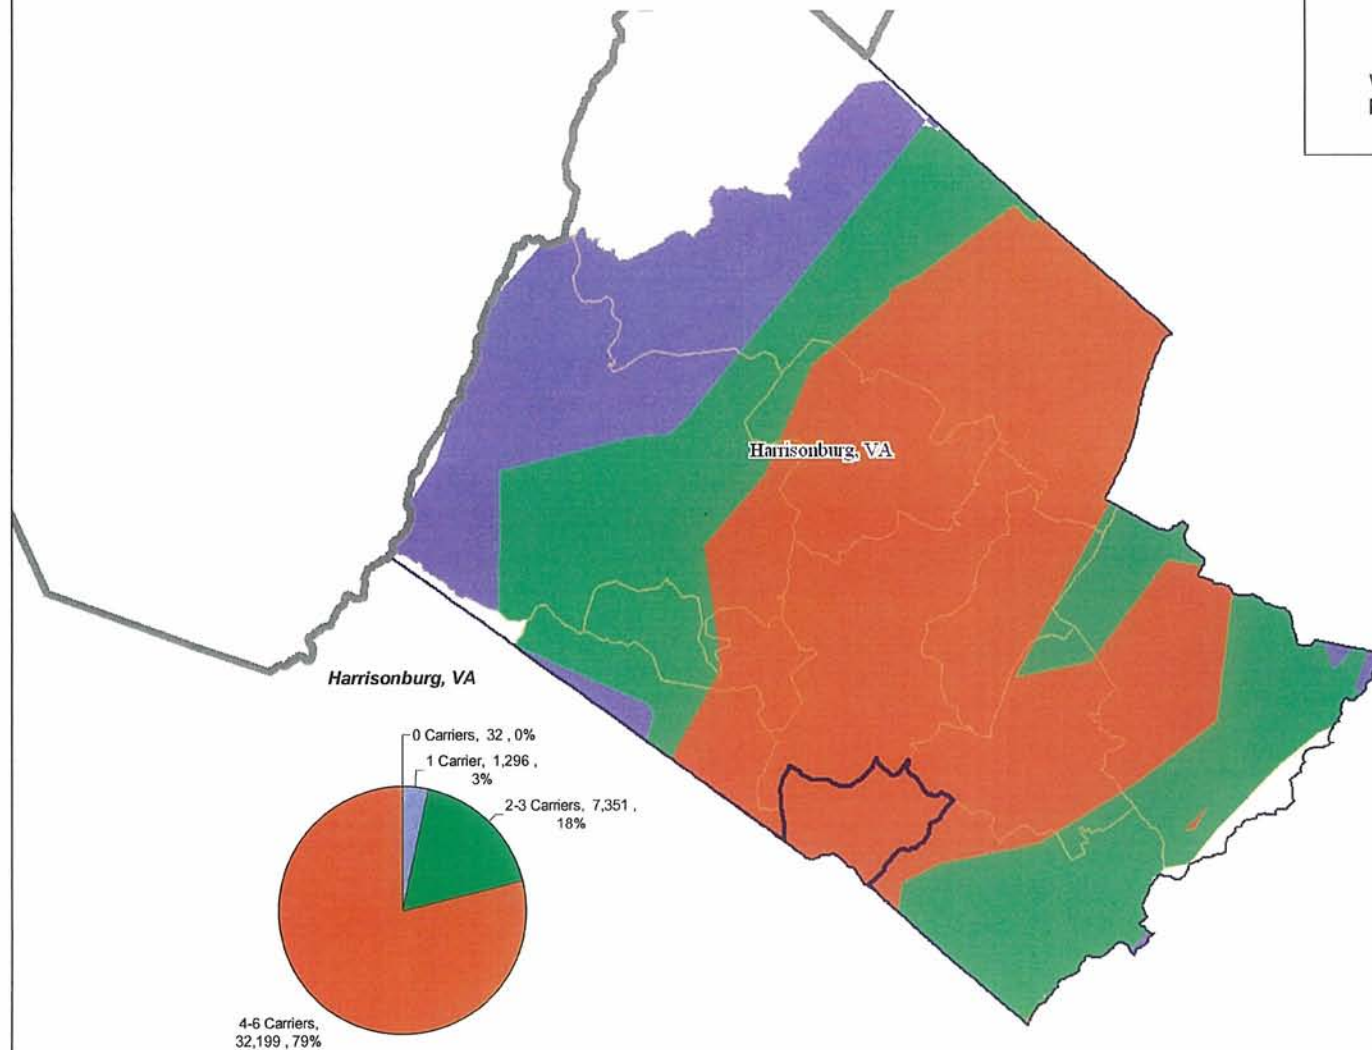 Harrisonburg, VA
Harrisonburg, VA
0 Carriers, 32 , 0%
1 Carrier, 1,296 ,
3%
2-3 Carriers, 7,351 ,
18%
4-6 Carriers,
32,199 , 79%